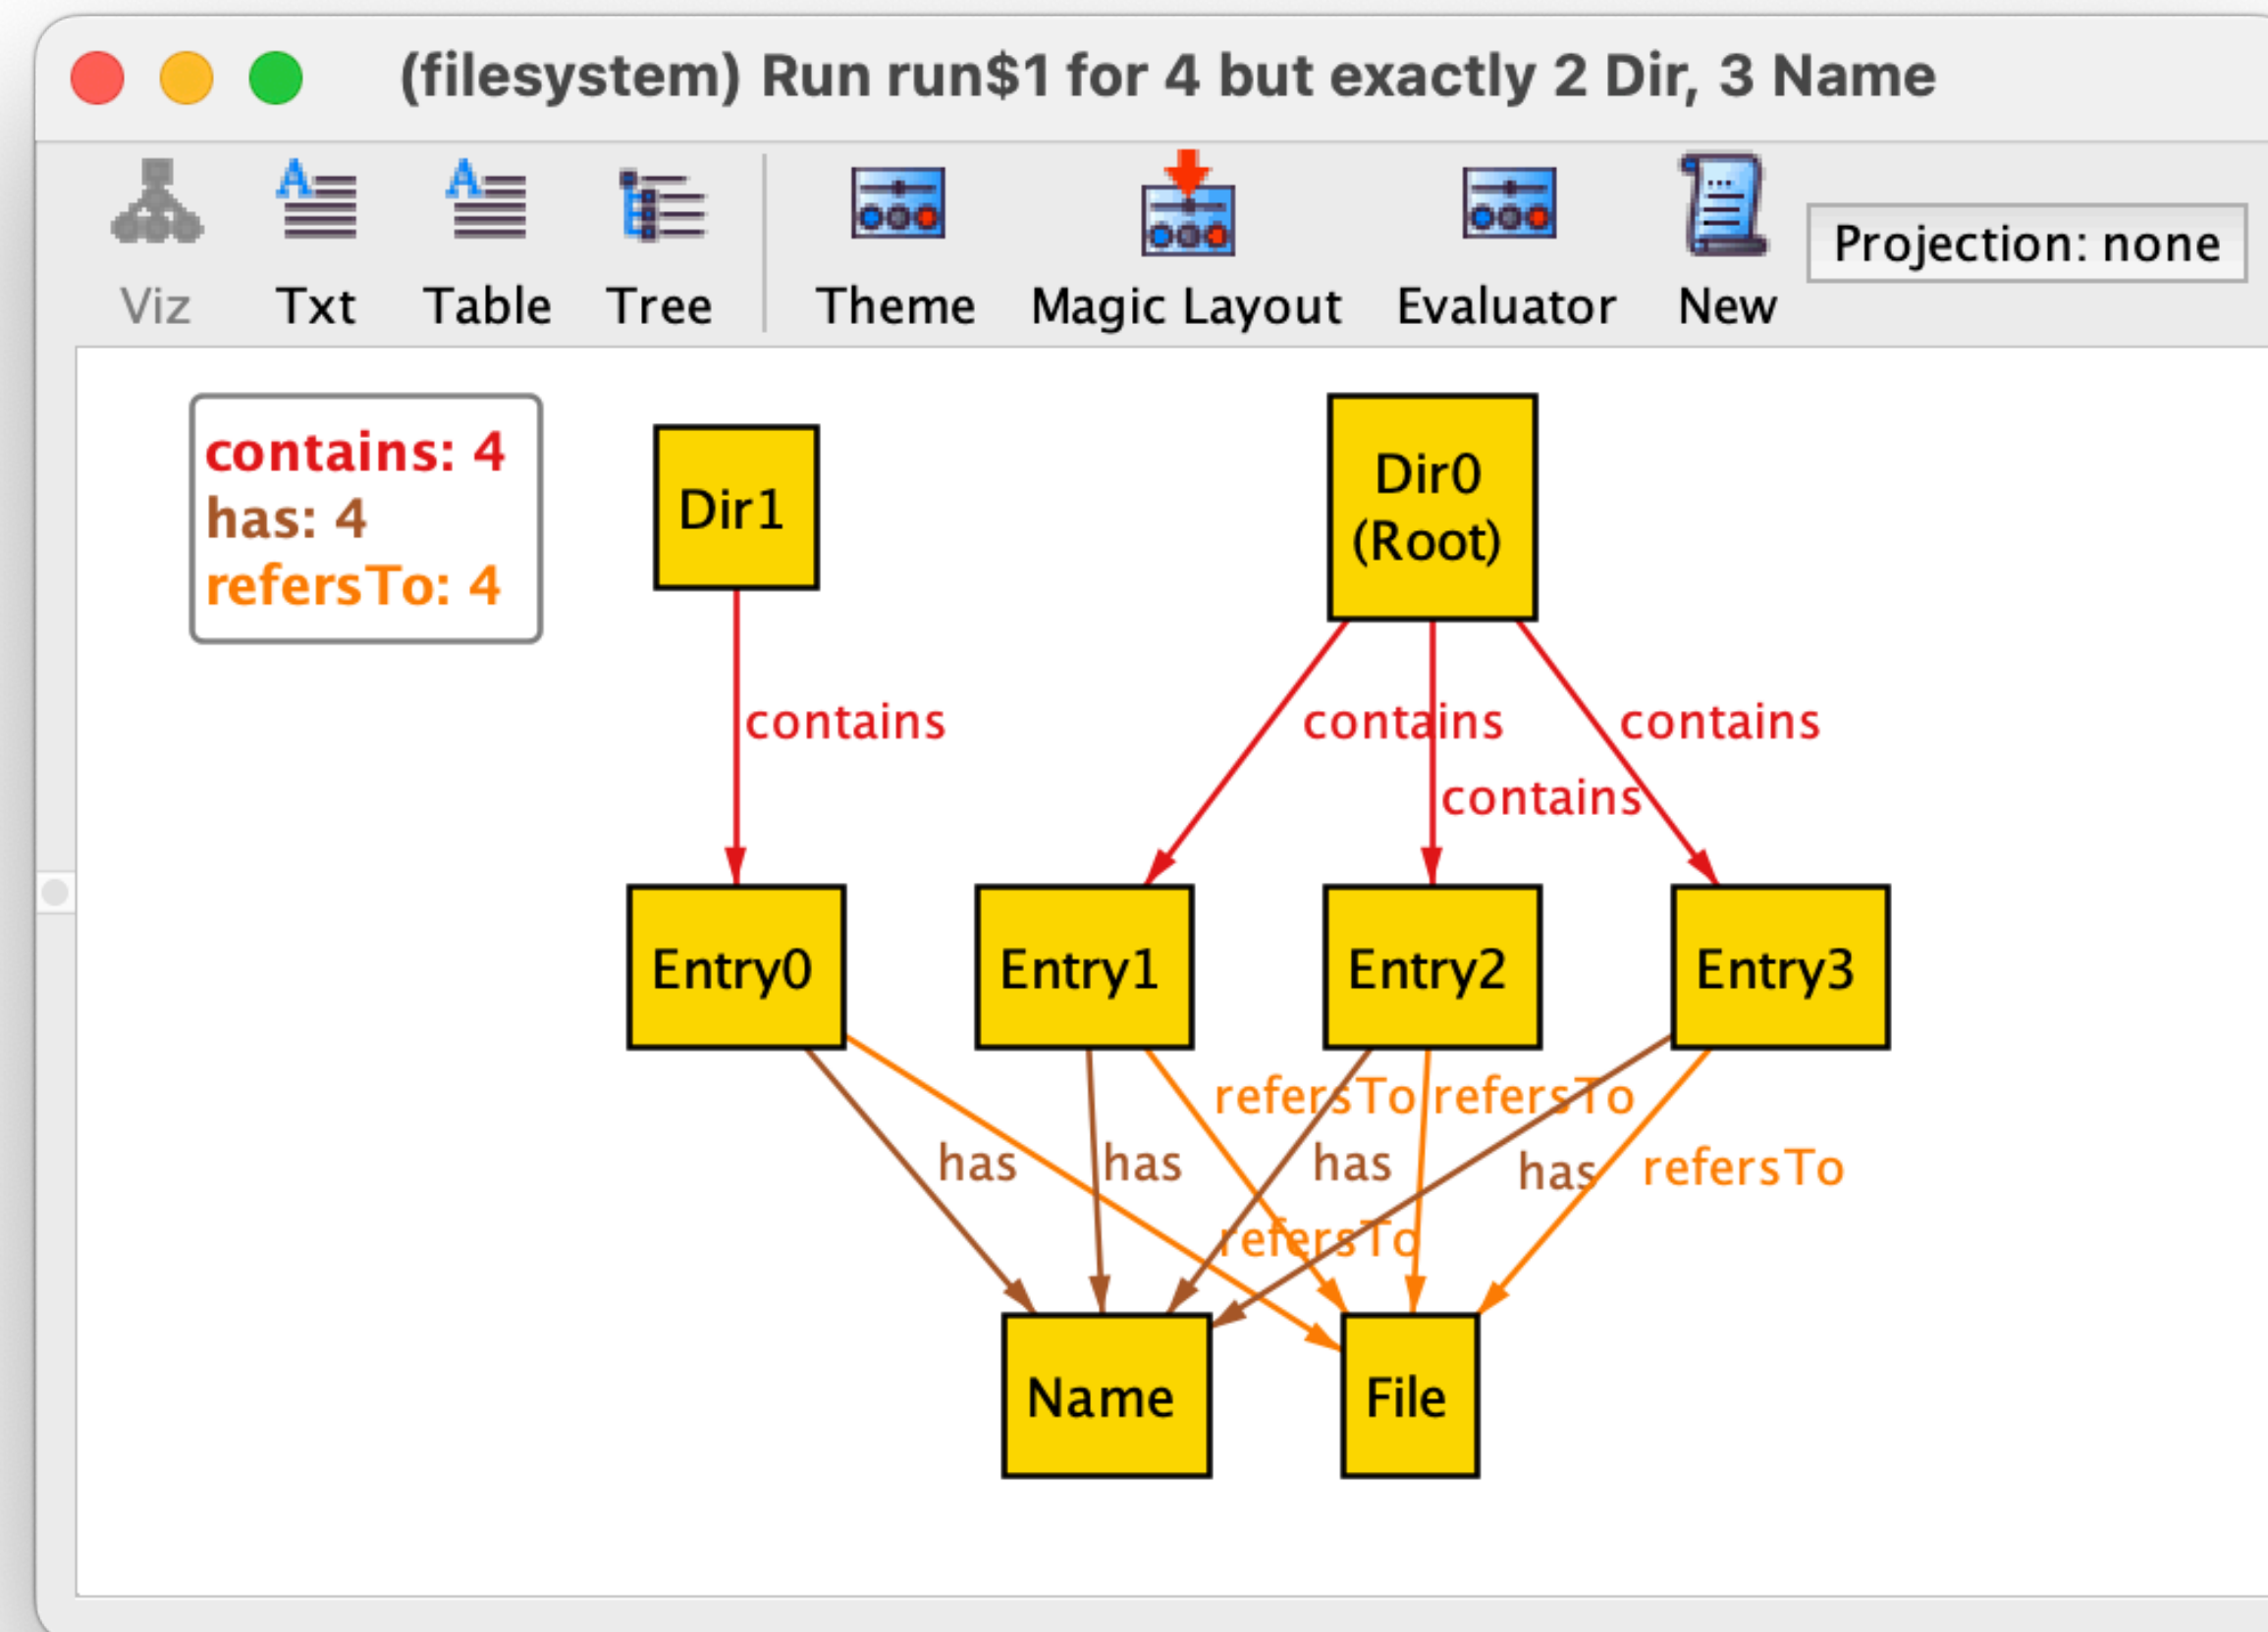 (filesystem) Run run$1 for 4 but exactly 2 Dir, 3 Name
Viz Txt Table Tree Theme Magic Layout Evaluator New Projection: none
contains: 4
has: 4
refersTo: 4
Dir1
Dir0
(Root)
contains contains contains
contains
Entry0 Entry1 Entry2 Entry3
refersTo refersTo
has has has has refersTo
refersTo
Name File